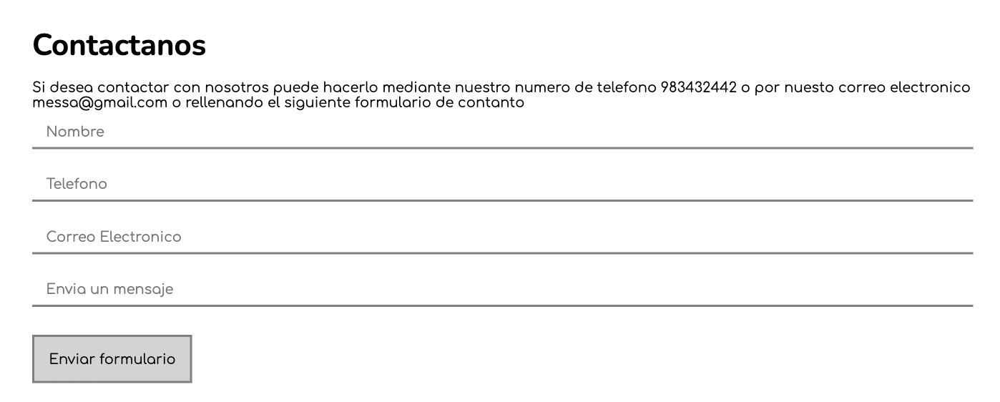 Contactanos
Si desea contactar con nosotros puede hacerlo mediante nuestro numero de telefono 983432442 o por nuesto correo electronico
messa@gmail.com o rellenando el siguiente formulario de contanto
Nombre
Telefono
Correo Electronico
Envia un mensaje
Enviar formulario